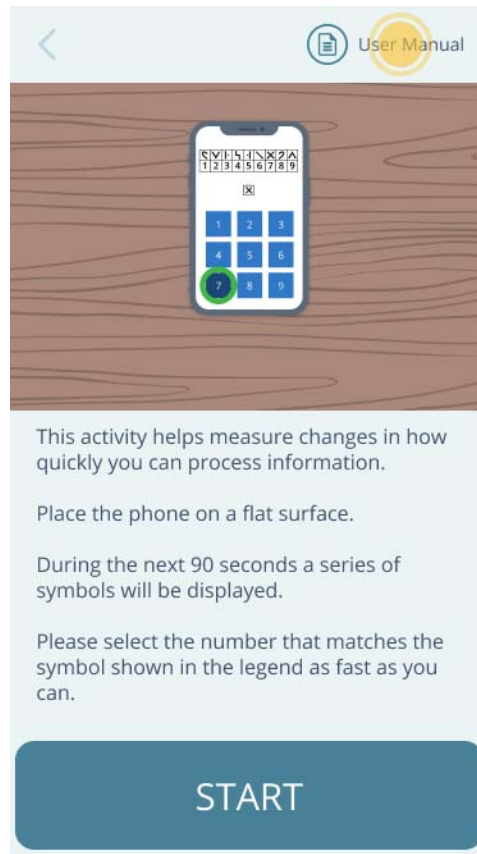 User Manual
1 2 3 4 5 6 7 8 9
1 2 3
4 5 6
7 8 9
This activity helps measure changes in how
quickly you can process information.
Place the phone on a flat surface.
During the next 90 seconds a series of
symbols will be displayed.
Please select the number that matches the
symbol shown in the legend as fast as you
can.
START